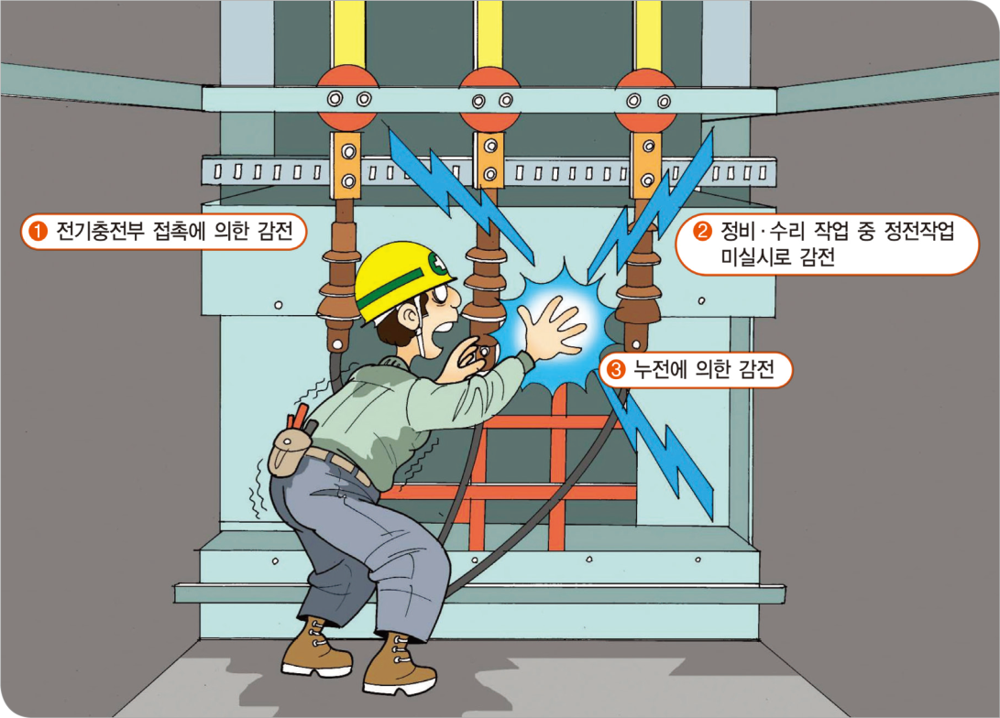 ❶ 전기충전부 접촉에 의한 감전
❷ 정비·수리 작업 중 정전작업
미실시로 감전
❸ 누전에 의한 감전